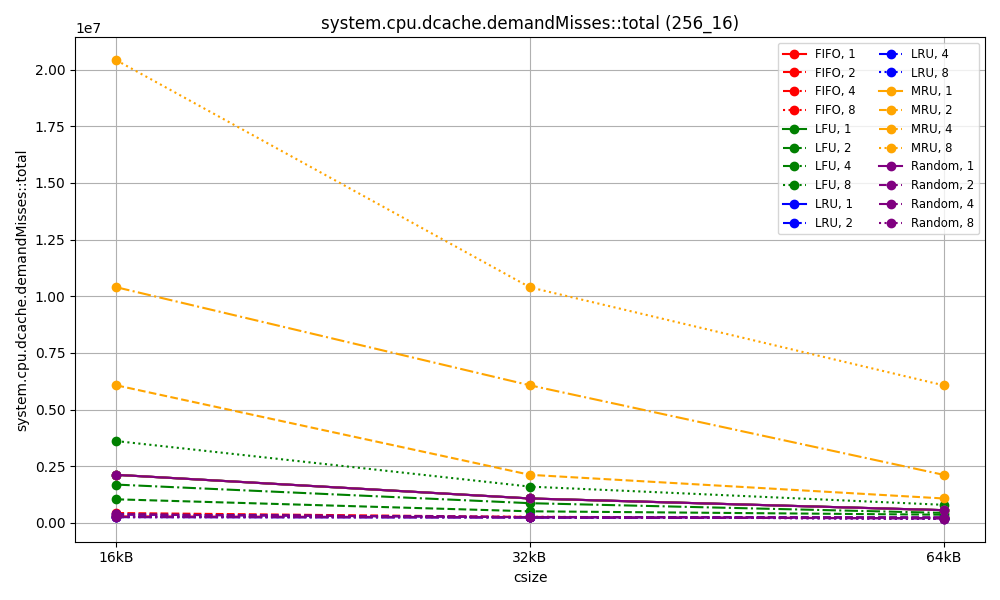 system.cpu.dcache.demandMisses::total (256_16)
1e7
2.00
1.75
1.50
1.25
1.00
0.75
0.50
0.25
0.00
system.cpu.dcache.demandMisses::total
FIFO, 1
FIFO, 2
FIFO, 4
FIFO, 8
LFU, 1
LFU, 2
LFU, 4
LFU, 8
LRU, 1
LRU, 2
LRU, 4
LRU, 8
MRU, 1
MRU, 2
MRU, 4
MRU, 8
Random, 1
Random, 2
Random, 4
Random, 8
16kB
32kB
64kB
csize